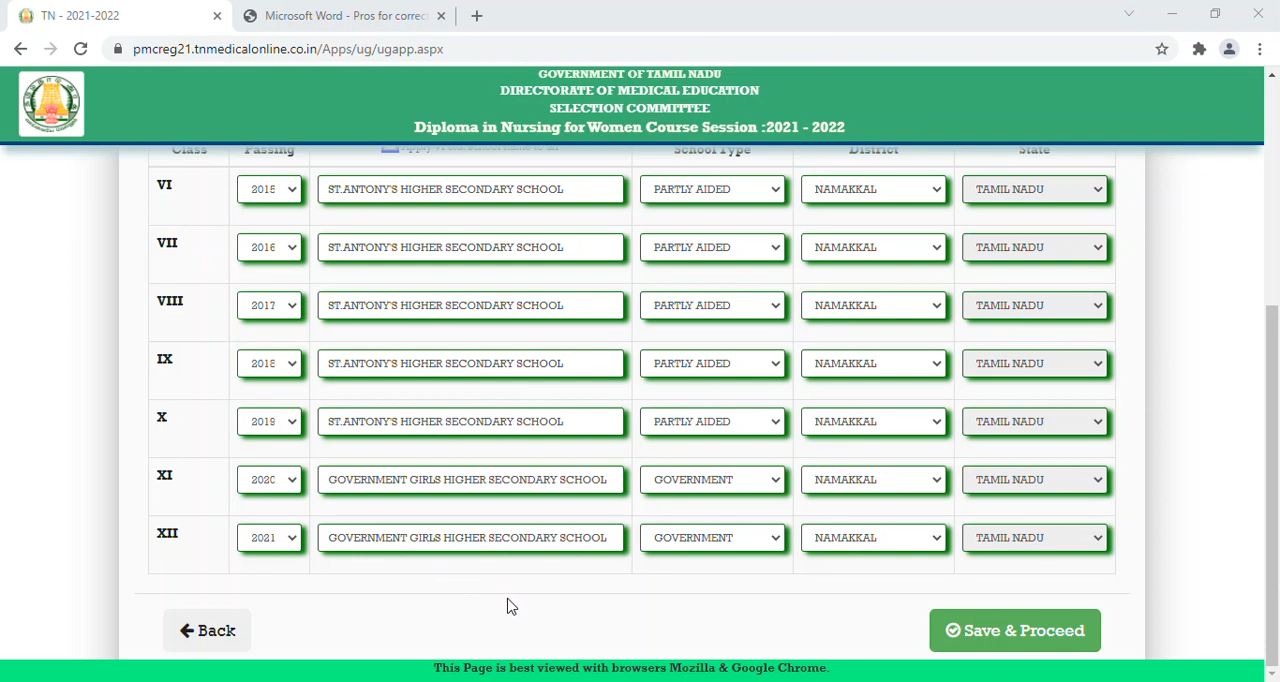 TN - 2021-2022
Microsoft Word - Pros for correc
pmcreg21.tnmedicalonline.co.in/Apps/ug/ugapp.aspx
GOVERNMENT OF TAMIL NADU
DIRECTORATE OF MEDICAL EDUCATION
SELECTION COMMITTEE
Diploma in Nursing for Women Course Session :2021 - 2022
Class Passing School Type District State
VI 2015 ST.ANTONY'S HIGHER SECONDARY SCHOOL PARTLY AIDED NAMAKKAL TAMIL NADU
VII 2016 ST.ANTONY'S HIGHER SECONDARY SCHOOL PARTLY AIDED NAMAKKAL TAMIL NADU
VIII 2017 ST.ANTONY'S HIGHER SECONDARY SCHOOL PARTLY AIDED NAMAKKAL TAMIL NADU
IX 2018 ST.ANTONY'S HIGHER SECONDARY SCHOOL PARTLY AIDED NAMAKKAL TAMIL NADU
X 2019 ST.ANTONY'S HIGHER SECONDARY SCHOOL PARTLY AIDED NAMAKKAL TAMIL NADU
XI 2020 GOVERNMENT GIRLS HIGHER SECONDARY SCHOOL GOVERNMENT NAMAKKAL TAMIL NADU
XII 2021 GOVERNMENT GIRLS HIGHER SECONDARY SCHOOL GOVERNMENT NAMAKKAL TAMIL NADU
Back
Save & Proceed
This Page is best viewed with browsers Mozilla & Google Chrome.